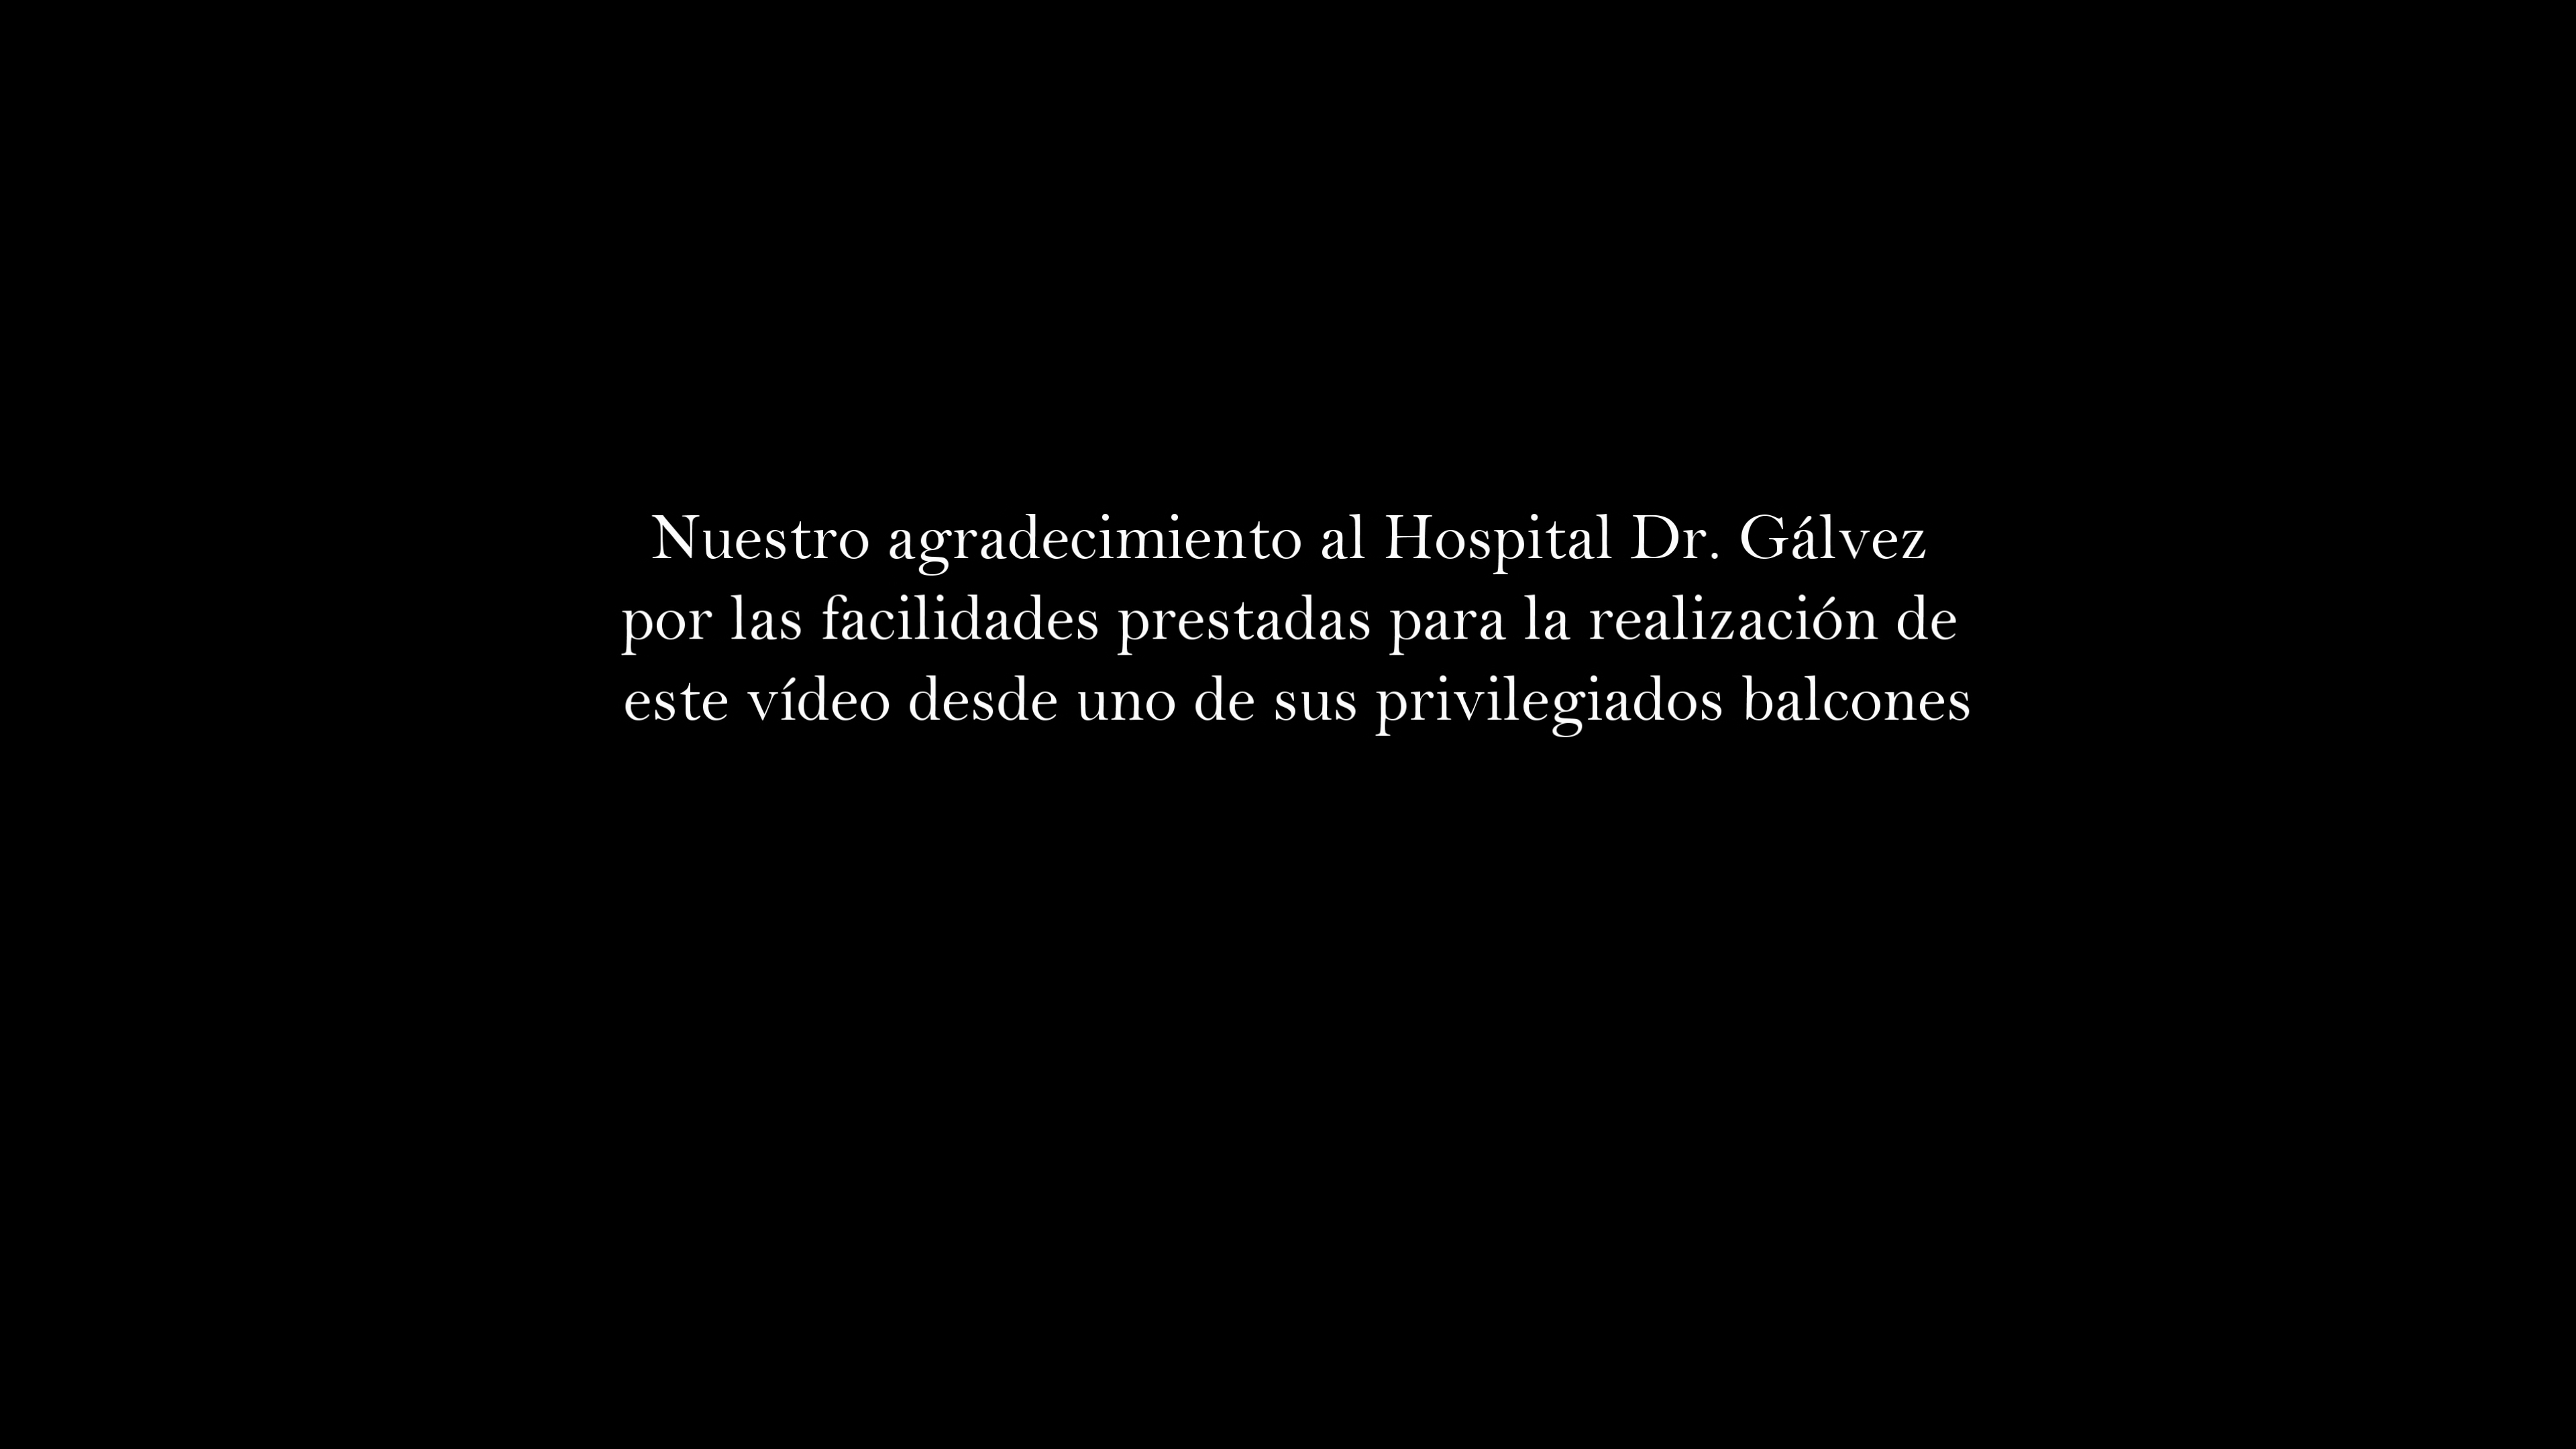 Nuestro agradecimiento al Hospital Dr. Gálvez
por las facilidades prestadas para la realización de
este vídeo desde uno de sus privilegiados balcones